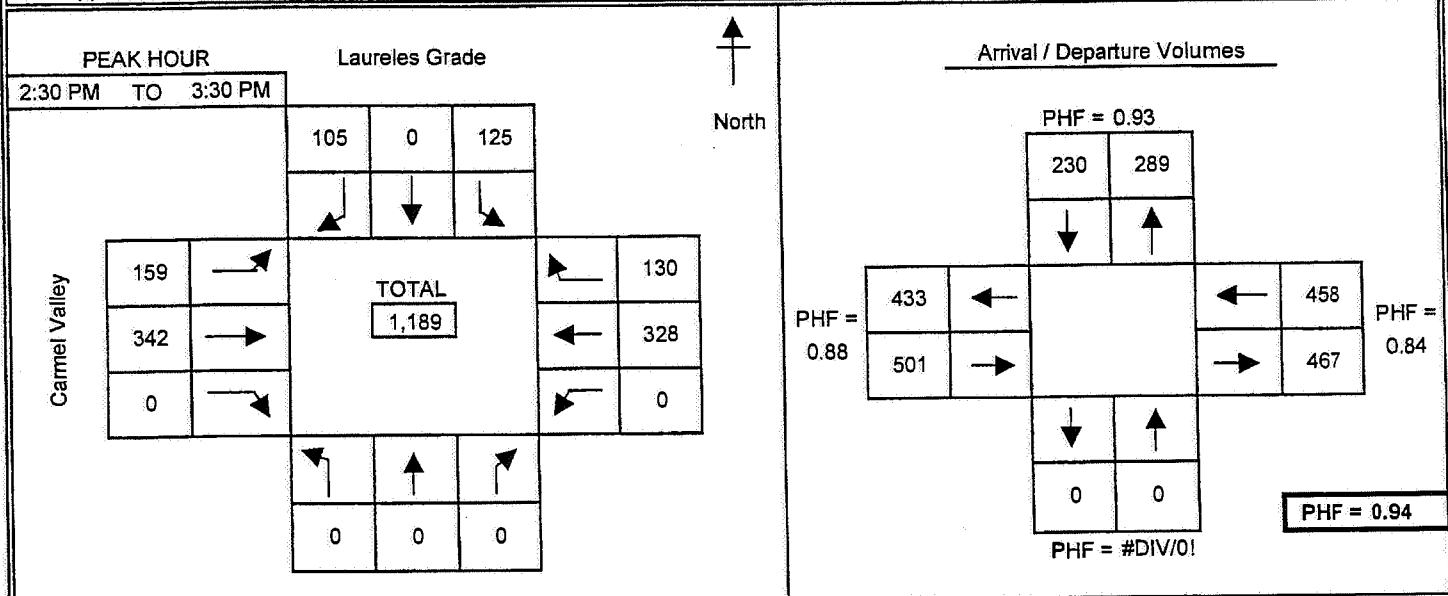 PEAK HOUR
2:30 PM TO 3:30 PM
Laureles Grade
North
105 0 125
Carmel Valley
159
342
0
TOTAL
1,189
130
328
0
0 0 0
Arrival / Departure Volumes
PHF = 0.93
230 289
PHF =
0.88
433
501
458
467
PHF =
0.84
0 0
PHF = #DIV/0!
PHF = 0.94